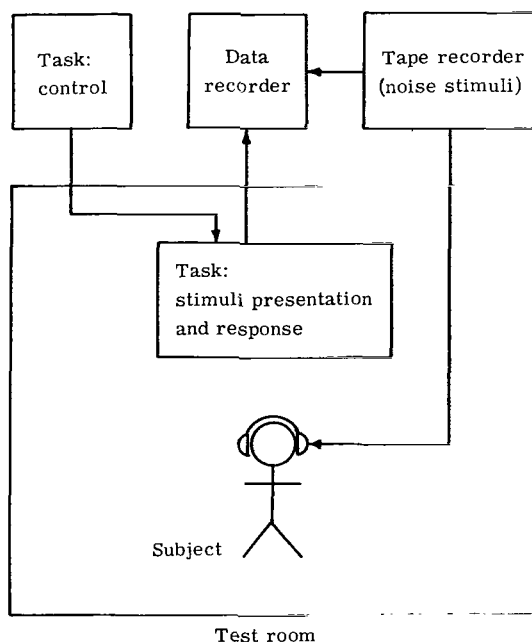 Task:
control
Data
recorder
Tape recorder
(noise stimuli)
Task:
stimuli presentation
and response
Subject
Test room